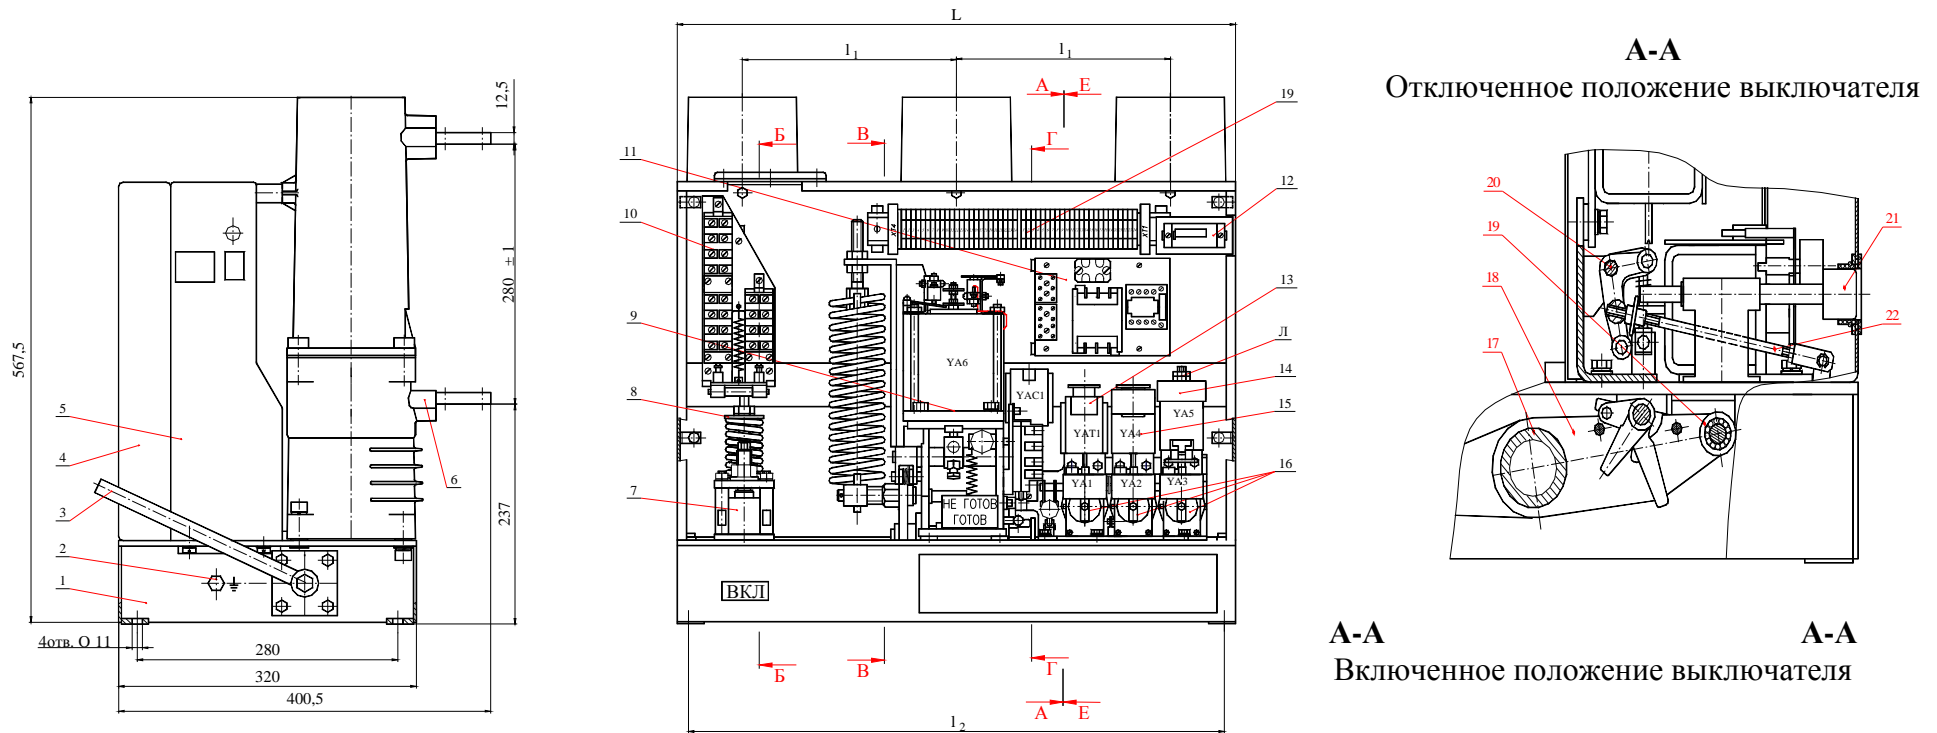 567,5
12,5
280 ±1
237
5
4
3
2
1
6
4отв. О 11
280
320
400,5
L
l1
l1
А
Е
19
Б
В
Г
11
12
10
13
9
Л
14
8
15
16
7
XT4
XT1
YA6
YAC1
YAT1
YA4
YA5
YA1
YA2
YA3
НЕ ГОТОВ
ГОТОВ
ВКЛ
Б
В
Г
А
Е
l2
А-А
Отключенное положение выключателя
20
19
18
17
21
22
А-А
А-А
Включенное положение выключателя